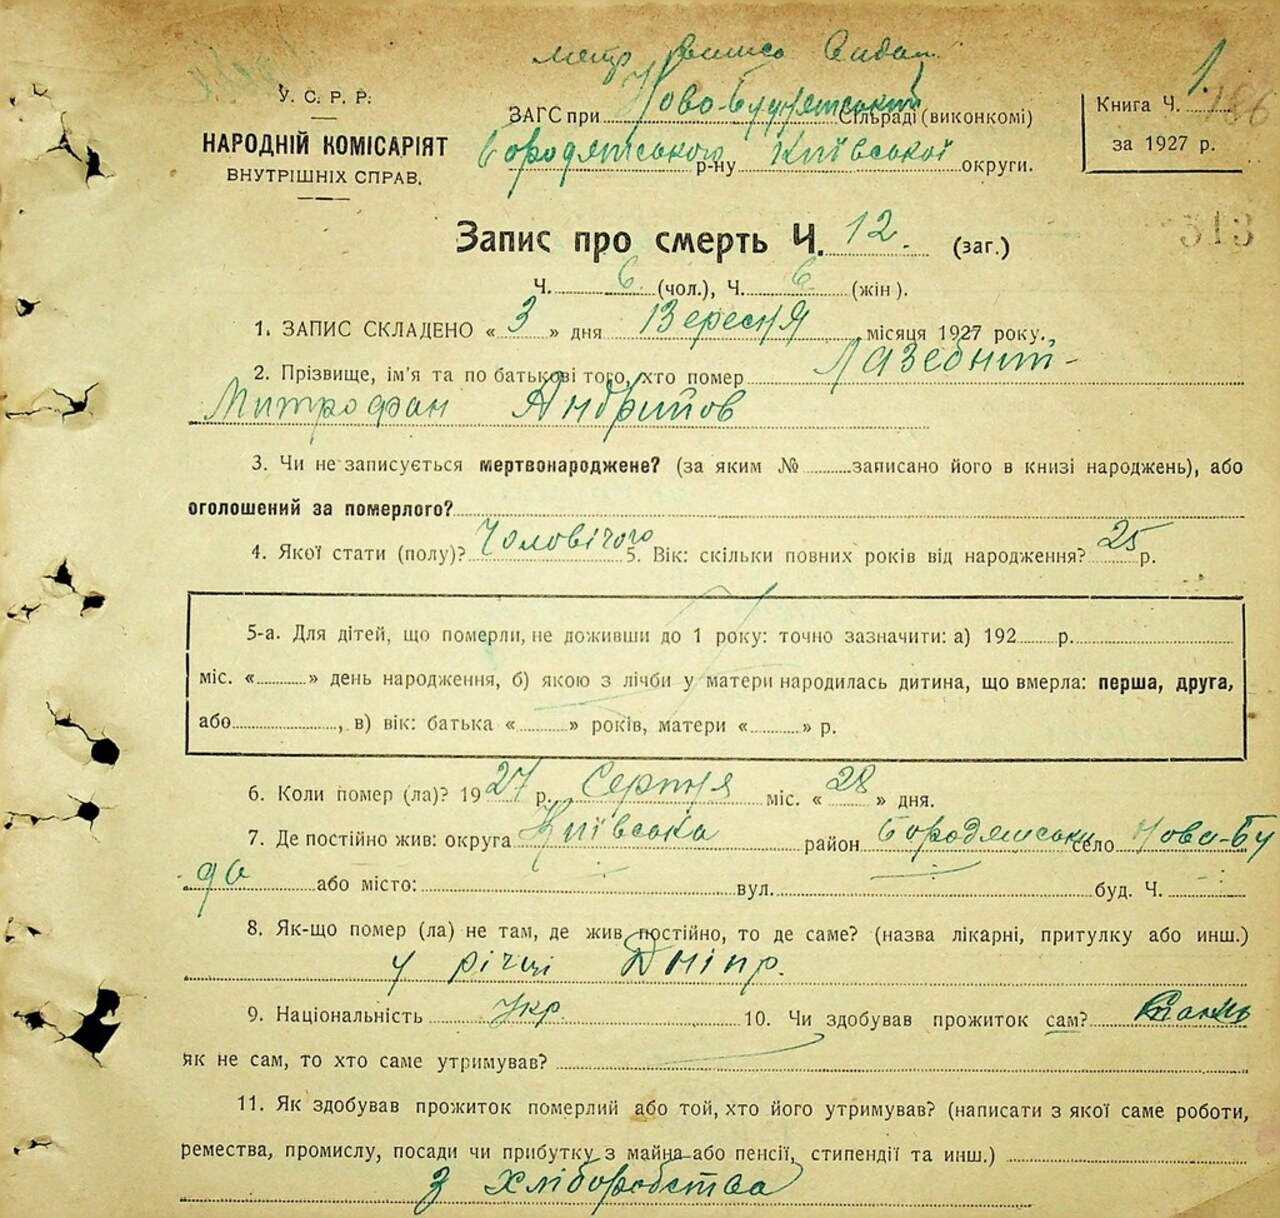 метр
У. С. Р. Р.
НАРОДНІЙ КОМІСАРІЯТ
ВНУТРІШНІХ СПРАВ.
ЗАГС при Ново-Будянський Сільраді (виконкомі)
Бородянського р-ну Київської округи.
Книга Ч. 1.
186
за 1927 р.
313
Запис про смерть Ч. 12. (заг.)
Ч. 6 (чол.), Ч. 6 (жін).
1. ЗАПИС СКЛАДЕНО « 3 » дня Вересня місяця 1927 року.
2. Прізвище, ім'я та по батькові того, хто помер Лазебний
Митрофан Андріїв
3. Чи не записується мертвонароджене? (за яким № записано його в книзі народжень), або
оголошений за померлого?
4. Якої стати (полу)? Чоловічого 5. Вік: скільки повних років від народження? 25 р.
5-а. Для дітей, що померли, не доживши до 1 року: точно зазначити: а) 192 р.
міс. « » день народження, б) якою з лічби у матери народилась дитина, що вмерла: перша, друга,
або , в) вік: батька « » років, матери « » р.
6. Коли помер (ла)? 1927 р. Серпня міс. « 28 » дня.
7. Де постійно жив: округа Київська район Бородянськи село Ново-Бу
да або місто: вул. буд. Ч.
8. Як-що помер (ла) не там, де жив постійно, то де саме? (назва лікарні, притулку або инш.)
у річці Дніпр.
9. Національність Укр. 10. Чи здобував прожиток сам?
як не сам, то хто саме утримував?
11. Як здобував прожиток померлий або той, хто його утримував? (написати з якої саме роботи,
ремества, промислу, посади чи прибутку з майна або пенсії, стипендії та инш.)
з хліборобства